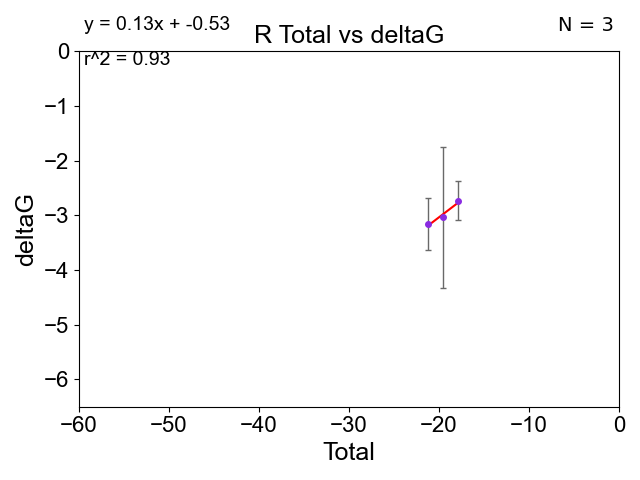 y = 0.13x + -0.53
N = 3
R Total vs deltaG
r^2 = 0.93
0
−1
−2
−3
−4
−5
−6
deltaG
−60
−50
−40
−30
−20
−10
0
Total